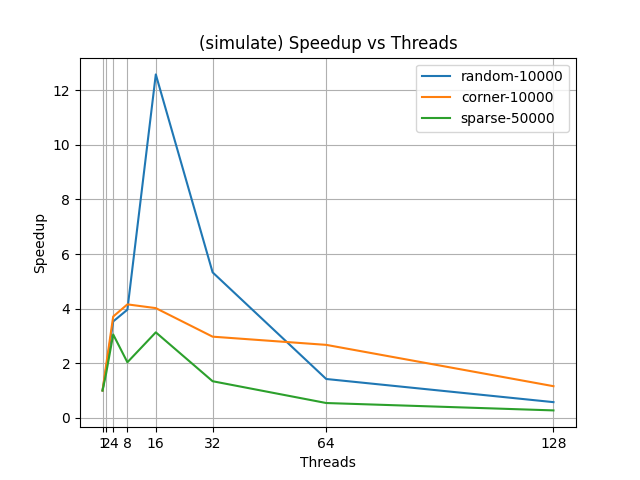 (simulate) Speedup vs Threads
random-10000
corner-10000
sparse-50000
Speedup
12
10
8
6
4
2
0
1 2 4 8 16 32 64 128
Threads